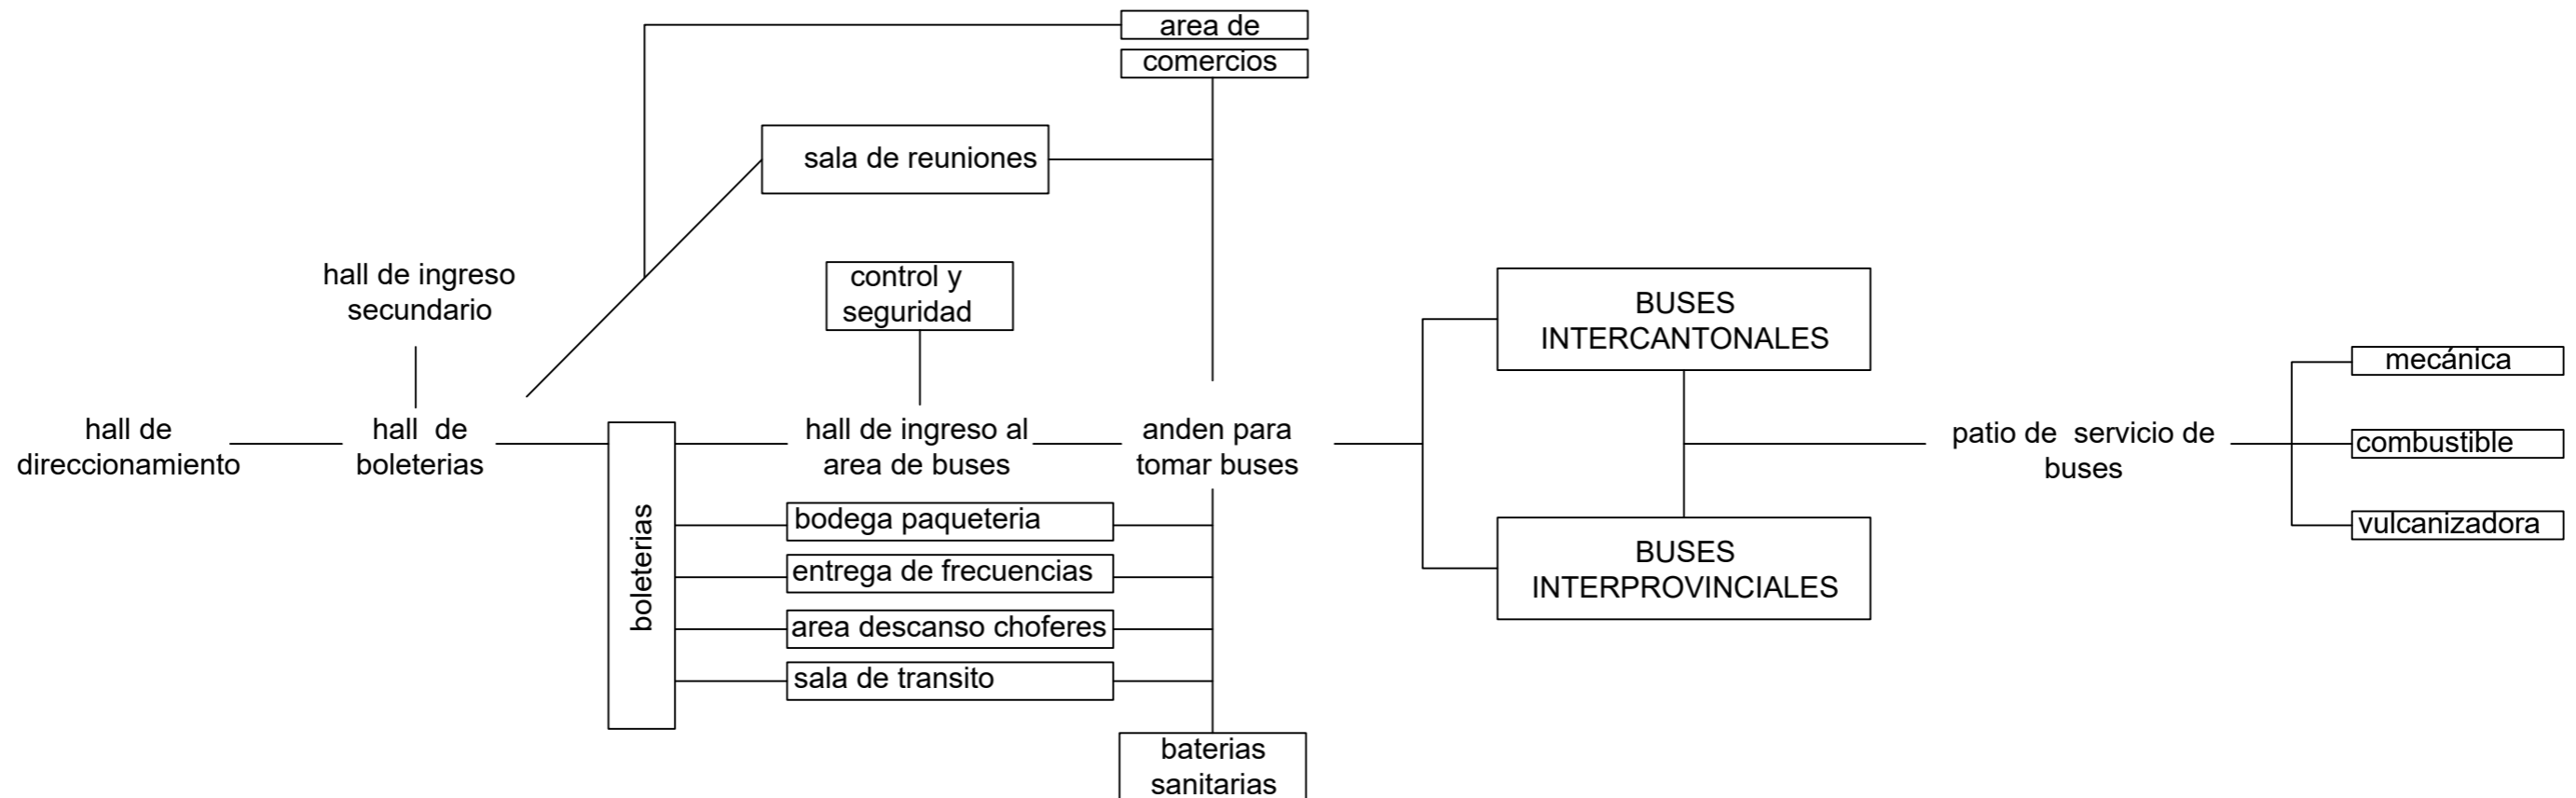 area de
comercios
sala de reuniones
hall de ingreso
secundario
control y
seguridad
BUSES
INTERCANTONALES
mecánica
hall de
direccionamiento
hall  de
boleterias
hall de ingreso al
area de buses
anden para
tomar buses
patio de  servicio de
buses
combustible
vulcanizadora
boleterias
bodega paqueteria
entrega de frecuencias
area descanso choferes
sala de transito
BUSES
INTERPROVINCIALES
baterias
sanitarias